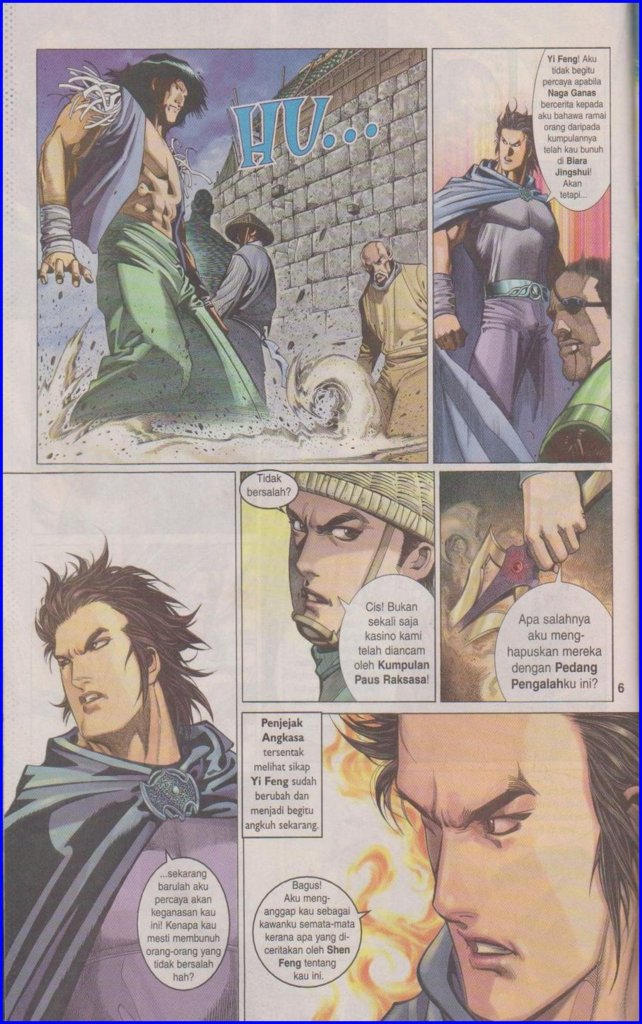 HU...
Yi Feng! Aku
tidak begitu
percaya apabila
Naga Ganas
bercerita kepada
aku bahawa ramai
orang daripada
kumpulannya
telah kau bunuh
di Biara
Jingshui!
Akan
tetapi...
...sekarang
barulah aku
percaya akan
keganasan kau
ini! Kenapa kau
mesti membunuh
orang-orang yang
tidak bersalah
hah?
Tidak
bersalah?
Cis! Bukan
sekali saja
kasino kami
telah diancam
oleh Kumpulan
Paus Raksasa!
Apa salahnya
aku meng-
hapuskan mereka
dengan Pedang
Pengalahku ini?
6
Penjejak
Angkasa
tersentak
melihat sikap
Yi Feng sudah
berubah dan
menjadi begitu
angkuh sekarang.
Bagus!
Aku meng-
anggap kau sebagai
kawanku semata-mata
kerana apa yang di-
ceritakan oleh Shen
Feng tentang
kau ini.